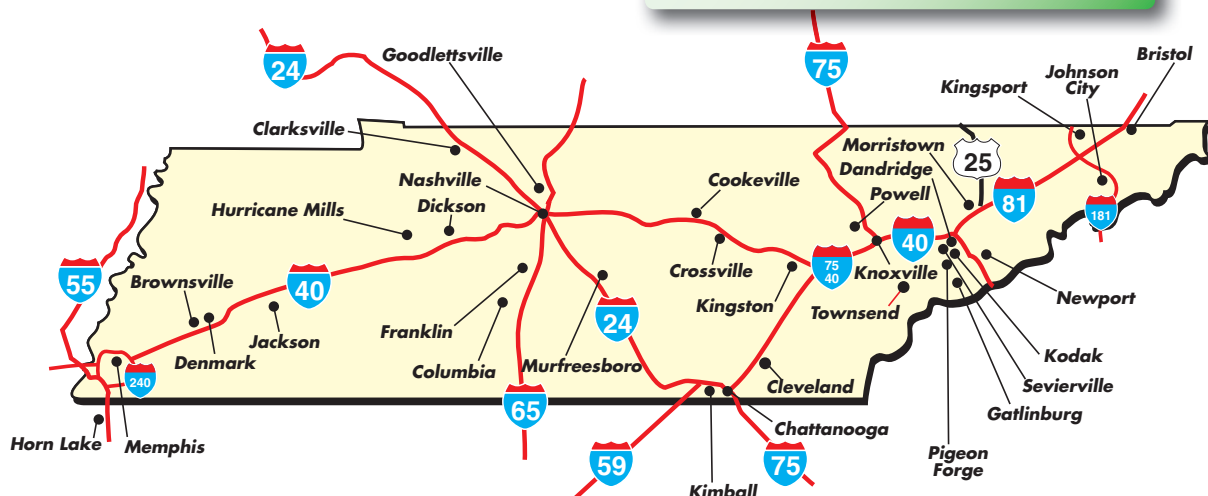 24
Goodlettsville
75
Kingsport
Johnson
City
Bristol
Clarksville
Morristown
Dandridge
25
Nashville
Dickson
Cookeville
Powell
81
Hurricane Mills
181
40
55
Brownsville
40
Crossville
75
40
Knoxville
Kingston
Townsend
Newport
Denmark
Jackson
Franklin
24
Columbia
Murfreesboro
Kodak
240
Cleveland
Sevierville
65
Gatlinburg
Horn Lake
Memphis
Chattanooga
59
75
Pigeon
Forge
Kimball